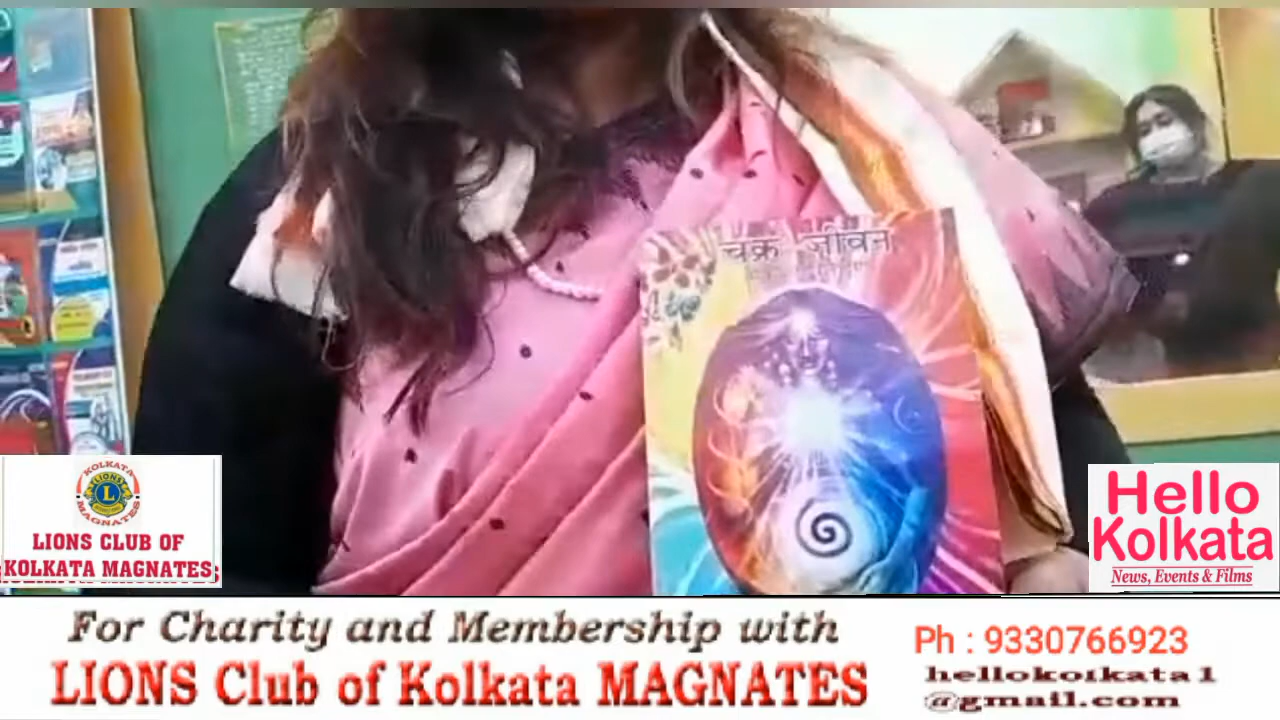 चक्र जीवन
KOLKATA
LIONS
L
MAGNATES
LIONS CLUB OF
KOLKATA MAGNATES
Hello
Kolkata
News, Events & Films
For Charity and Membership with
LIONS Club of Kolkata MAGNATES
Ph : 9330766923
hellokolkata1
@gmail.com